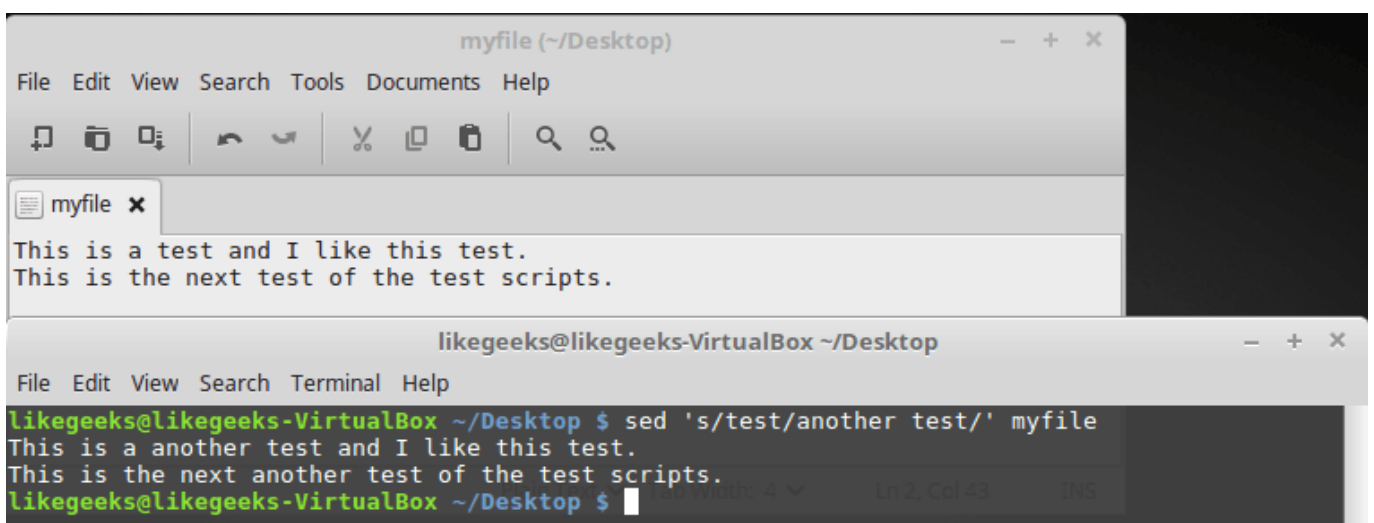 myfile (~/Desktop)
File Edit View Search Tools Documents Help
myfile
This is a test and I like this test.
This is the next test of the test scripts.
likegeeks@likegeeks-VirtualBox ~/Desktop
File Edit View Search Terminal Help
likegeeks@likegeeks-VirtualBox ~/Desktop $ sed 's/test/another test/' myfile
This is a another test and I like this test.
This is the next another test of the test scripts.
likegeeks@likegeeks-VirtualBox ~/Desktop $
Plain Text Tab Width: 4 Ln 2, Col 43 INS